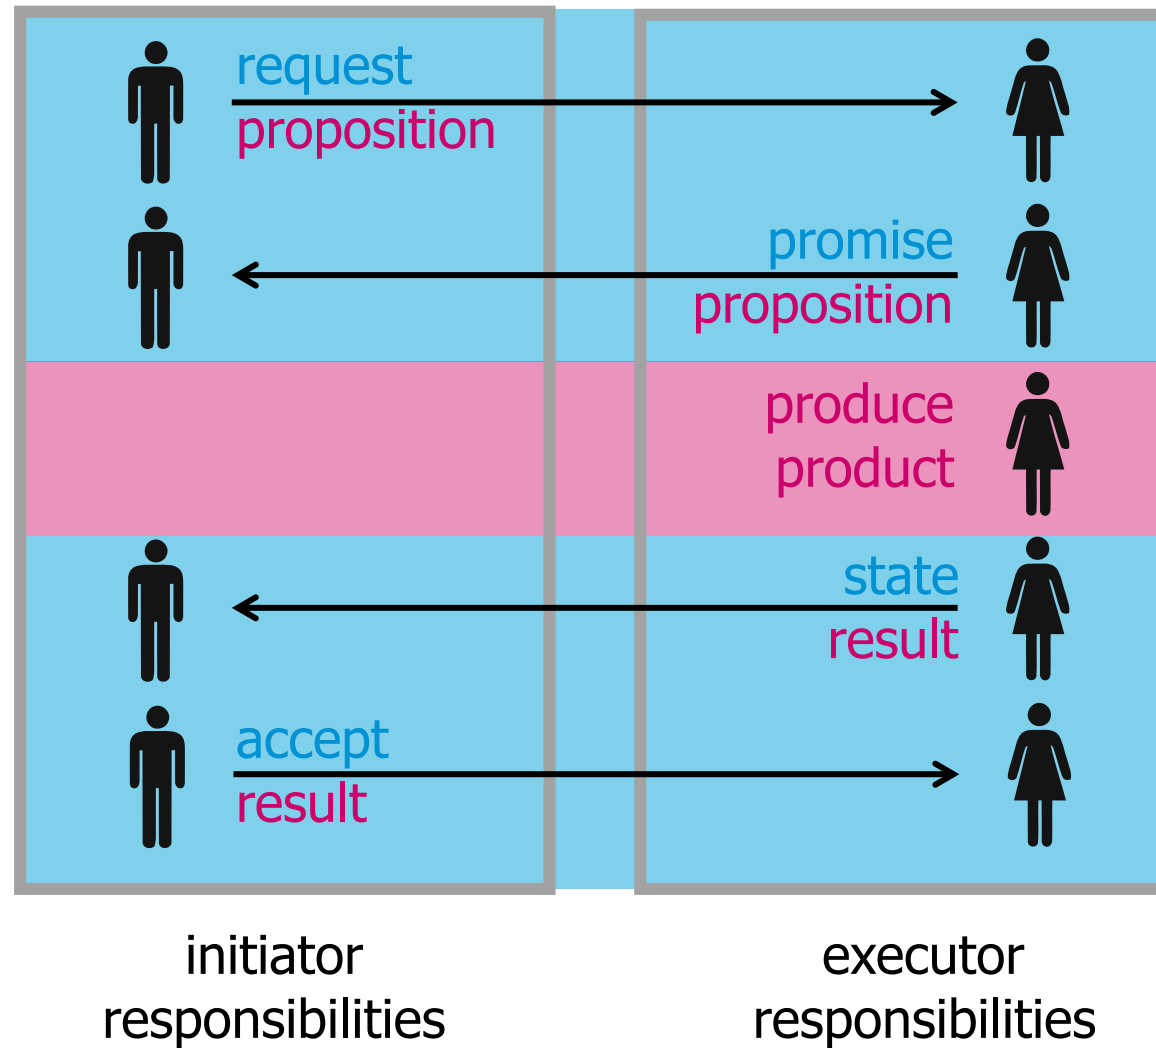 request
proposition
promise
proposition
produce
product
state
result
accept
result
initiator
responsibilities
executor
responsibilities